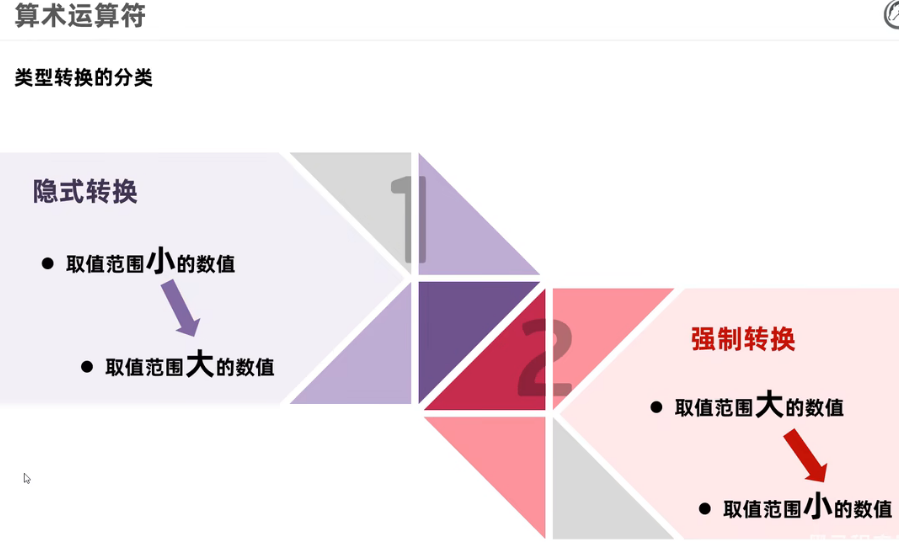 算术运算符
类型转换的分类
隐式转换
1
● 取值范围小的数值
● 取值范围大的数值
2
强制转换
● 取值范围大的数值
● 取值范围小的数值